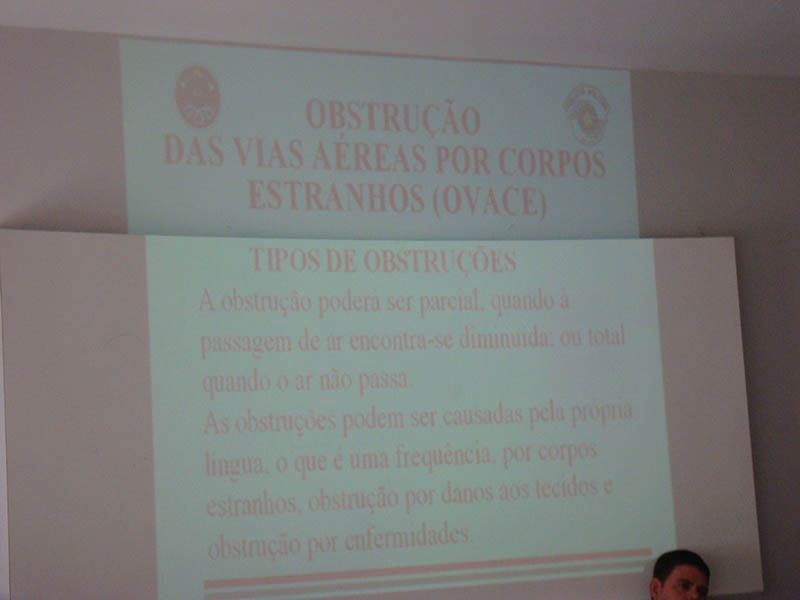 OBSTRUÇÃO
DAS VIAS AÉREAS POR CORPOS
ESTRANHOS (OVACE)
TIPOS DE OBSTRUÇÕES
A obstrução poderá ser parcial, quando à
passagem de ar encontra-se diminuida; ou total
quando o ar não passa.
As obstruções podem ser causadas pela própria
língua, o que é uma frequência, por corpos
estranhos, obstrução por danos aos tecidos e
obstrução por enfermidades.